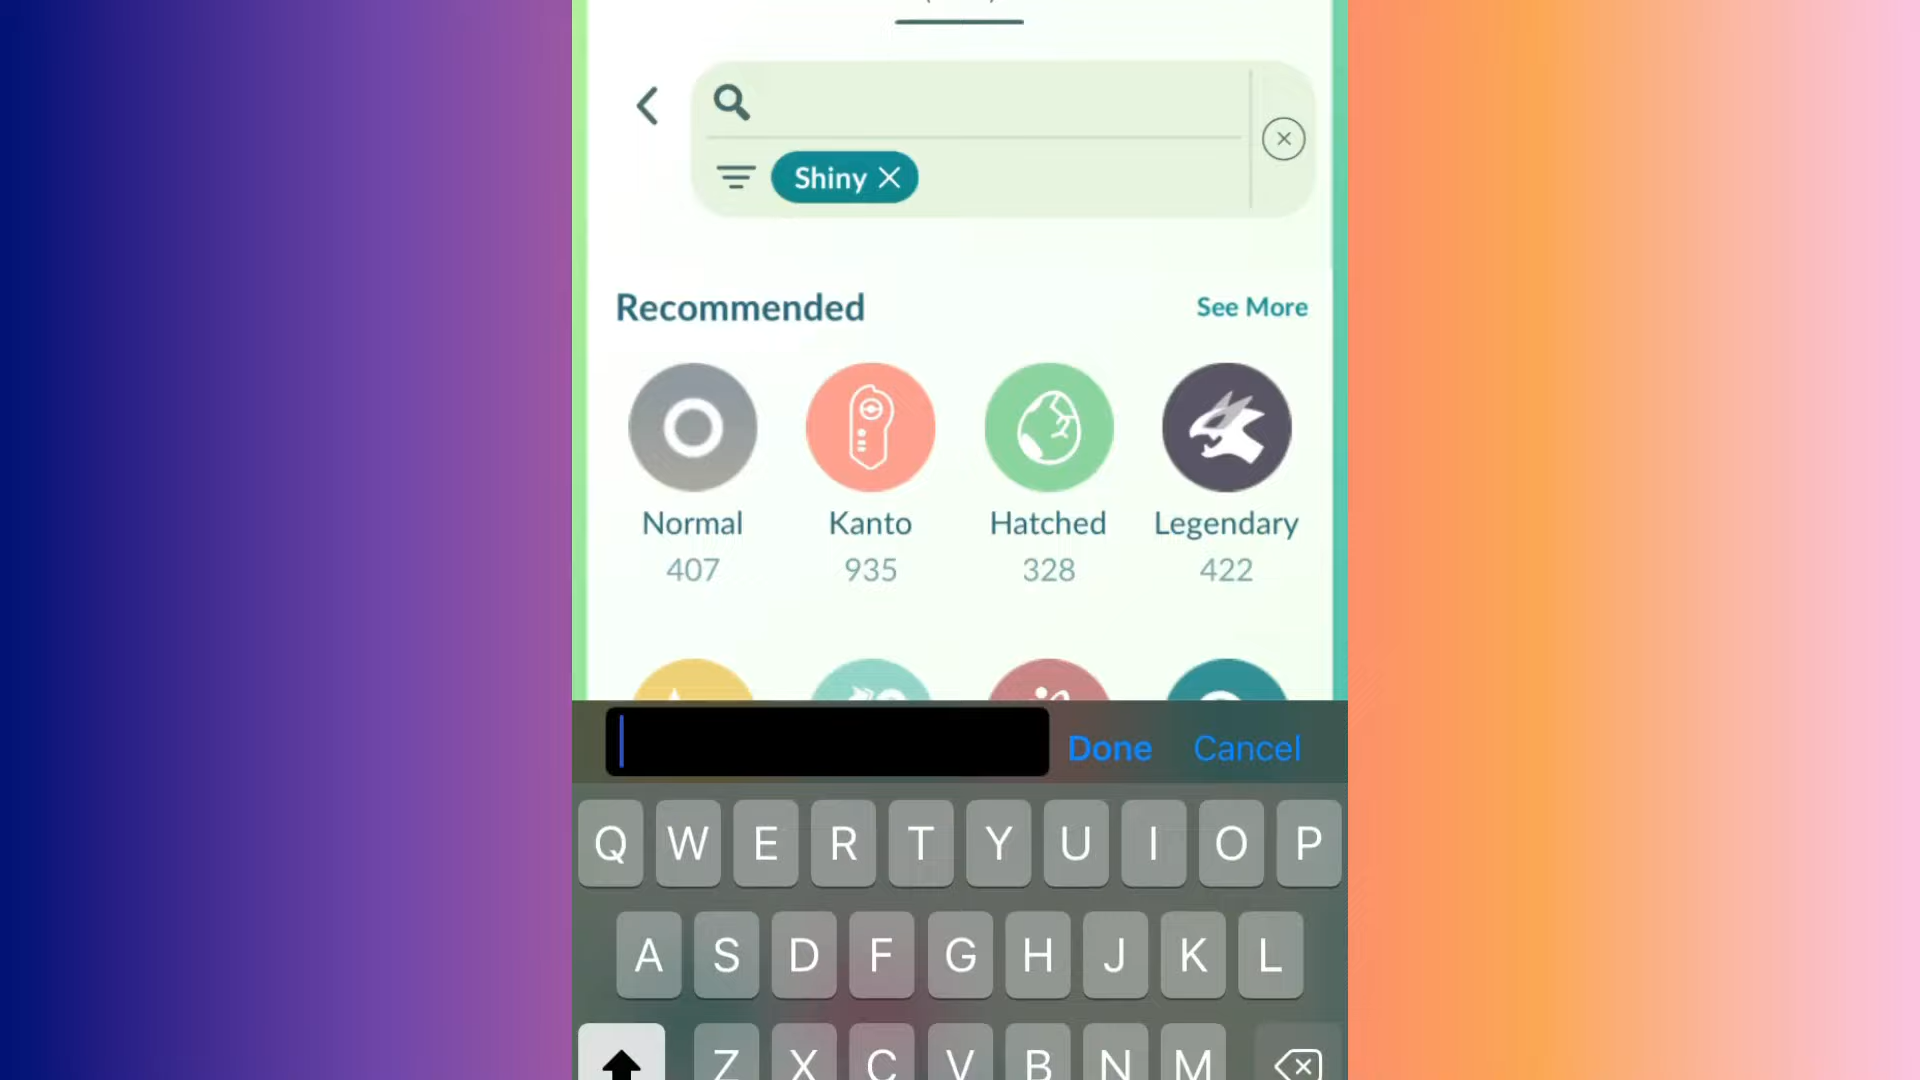 Shiny
Recommended
See More
Normal
Kanto
Hatched
Legendary
407
935
328
422
Done
Cancel
Q W E R T Y U I O P
A S D F G H J K L
Z X C V B N M